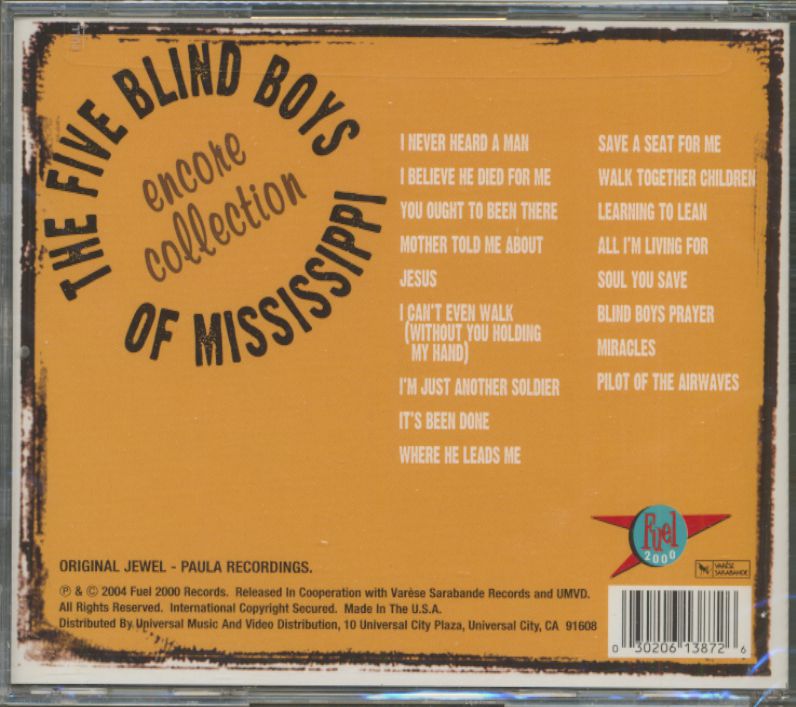 THE FIVE BLIND BOYS
encore
collection
OF MISSISSIPPI
I NEVER HEARD A MAN
I BELIEVE HE DIED FOR ME
YOU OUGHT TO BEEN THERE
MOTHER TOLD ME ABOUT
JESUS
I CAN'T EVEN WALK
(WITHOUT YOU HOLDING
MY HAND)
I'M JUST ANOTHER SOLDIER
IT'S BEEN DONE
WHERE HE LEADS ME
SAVE A SEAT FOR ME
WALK TOGETHER CHILDREN
LEARNING TO LEAN
ALL I'M LIVING FOR
SOUL YOU SAVE
BLIND BOYS PRAYER
MIRACLES
PILOT OF THE AIRWAVES
Fuel
2000
VARÈSE
SARABANDE
ORIGINAL JEWEL - PAULA RECORDINGS.
℗ & © 2004 Fuel 2000 Records. Released In Cooperation with Varèse Sarabande Records and UMVD.
All Rights Reserved. International Copyright Secured. Made In The U.S.A.
Distributed By Universal Music And Video Distribution, 10 Universal City Plaza, Universal City, CA 91608
0 30206 13872 6